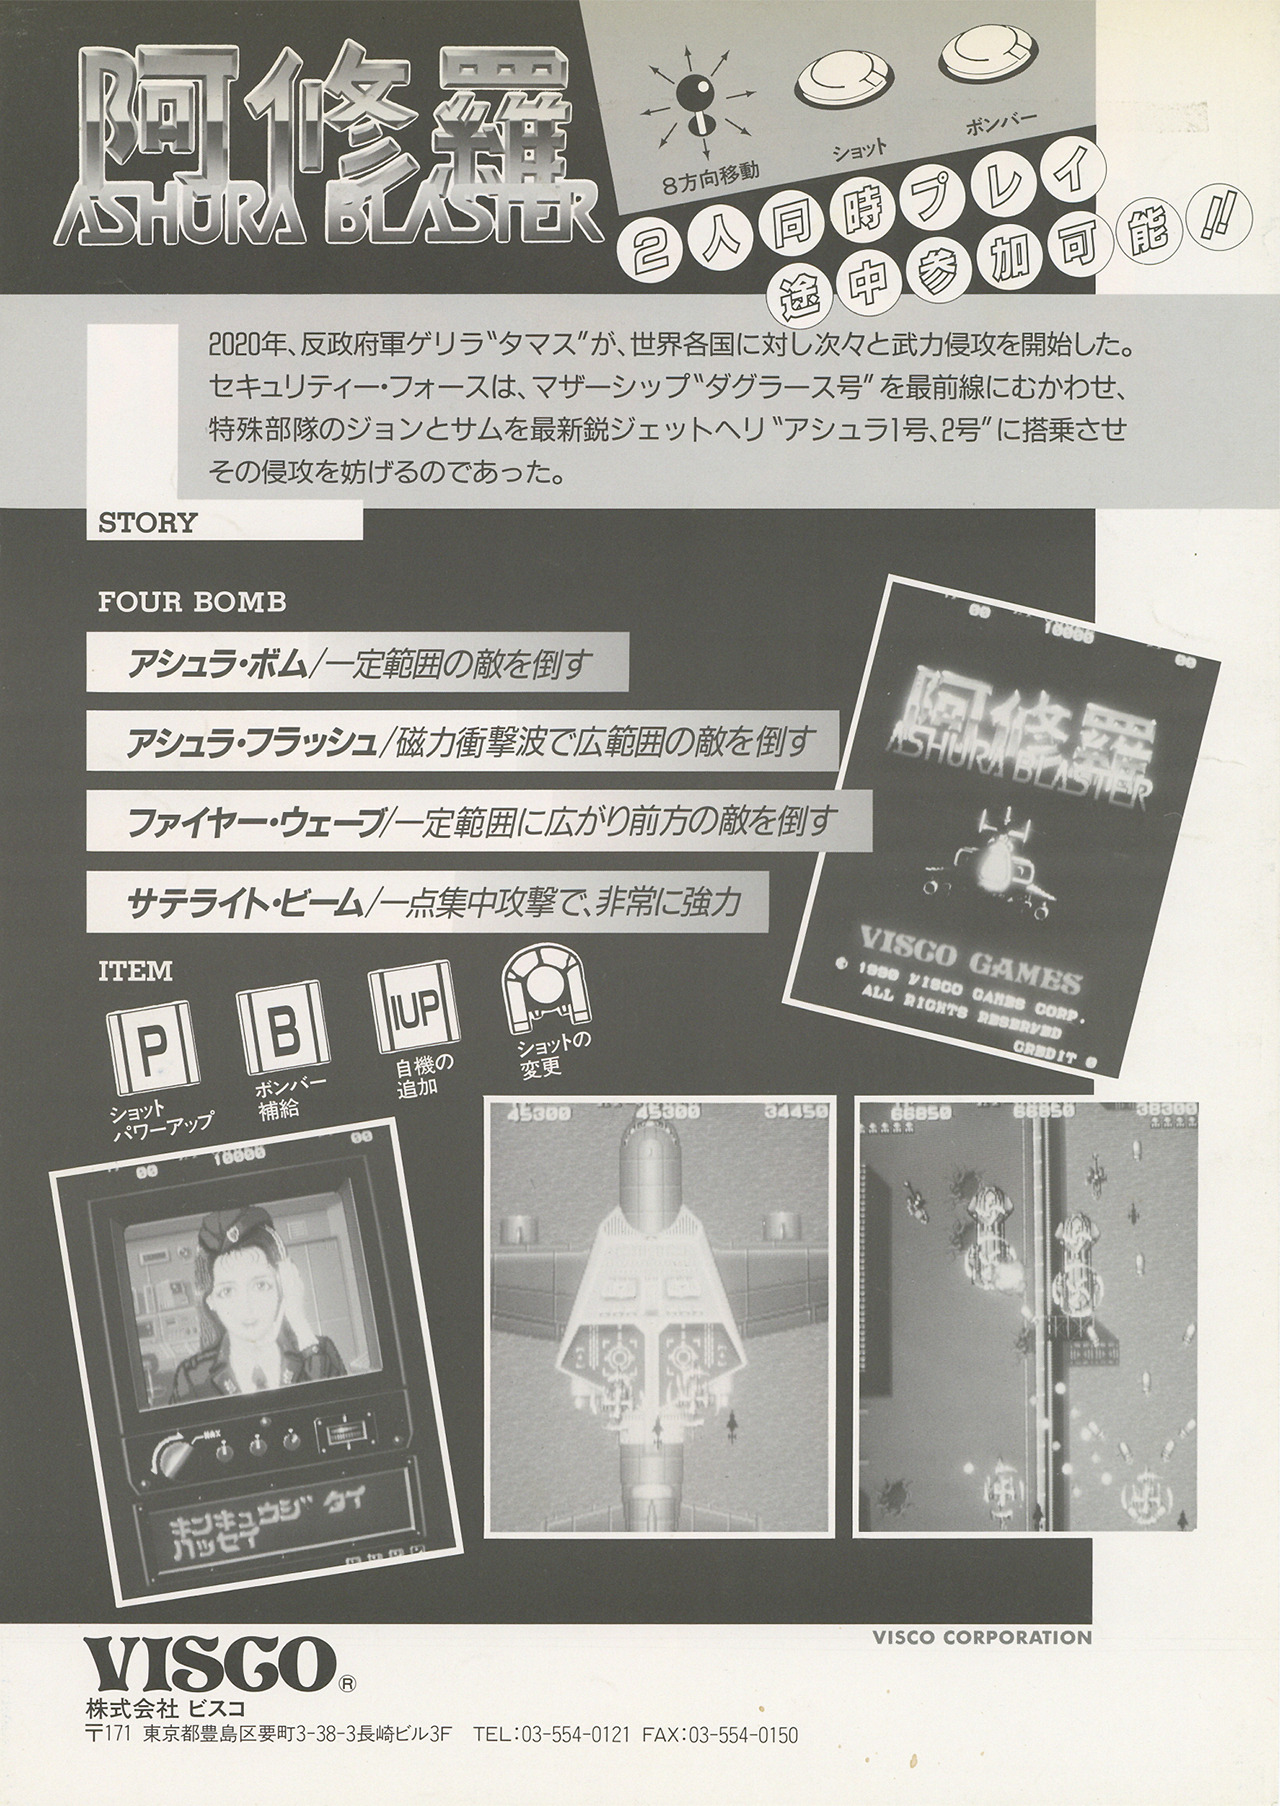 阿修羅
ASHURA BLASTER
8方向移動
ショット
ボンバー
2人同時プレイ
途中参加可能!!
2020年、反政府軍ゲリラ“タマス”が、世界各国に対し次々と武力侵攻を開始した。
セキュリティー・フォースは、マザーシップ“ダグラース号”を最前線にむかわせ、
特殊部隊のジョンとサムを最新鋭ジェットヘリ“アシュラ1号、2号”に搭乗させ
その侵攻を妨げるのであった。
STORY
FOUR BOMB
アシュラ・ボム/一定範囲の敵を倒す
アシュラ・フラッシュ/磁力衝撃波で広範囲の敵を倒す
ファイヤー・ウェーブ/一定範囲に広がり前方の敵を倒す
サテライト・ビーム/一点集中攻撃で、非常に強力
00 10000 00
阿修羅
ASHURA BLASTER
VISCO GAMES
© 1990 VISCO GAMES CORP.
ALL RIGHTS RESERVED
CREDIT 0
ITEM
P
ショット
パワーアップ
B
ボンバー
補給
1UP
自機の
追加
ショットの
変更
00 10000 00
MAX
キンキュウジタイ
ハッセイ
45300 45300 34450
66850 66850 38300
VISCO CORPORATION
VISCO®
株式会社 ビスコ
〒171 東京都豊島区要町3-38-3長崎ビル3F TEL:03-554-0121 FAX:03-554-0150